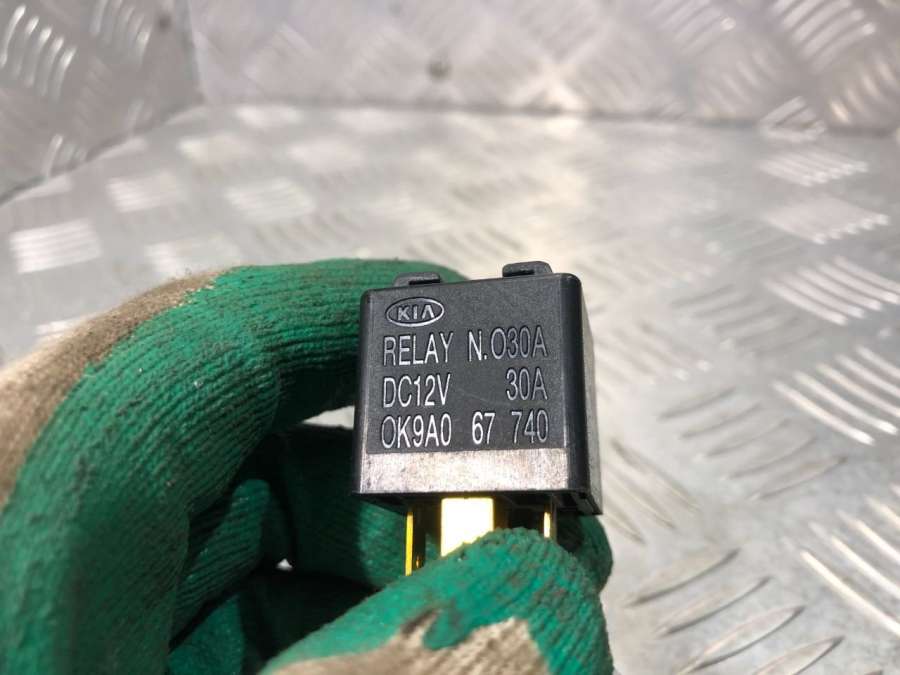 KIA
RELAY N.O30A
DC12V 30A
OK9A0 67 740